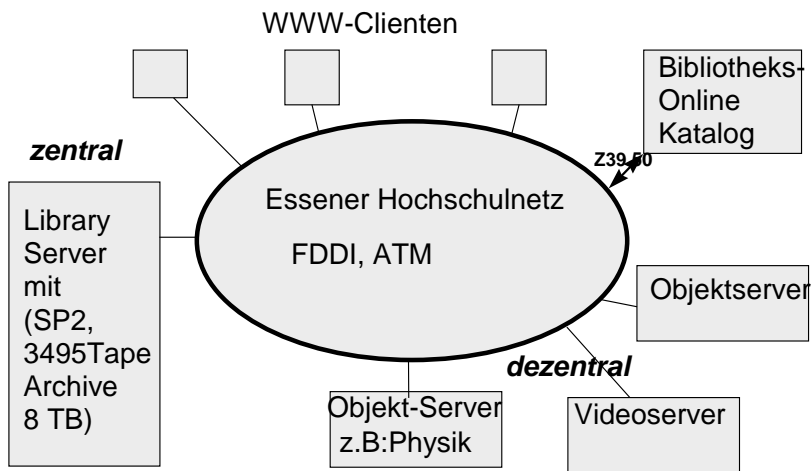 WWW-Clienten
Bibliotheks-
Online
Katalog
Z39.50
zentral
Library
Server
mit
(SP2,
3495Tape
Archive
8 TB)
Essener Hochschulnetz
FDDI, ATM
Objektserver
dezentral
Objekt-Server
z.B:Physik
Videoserver